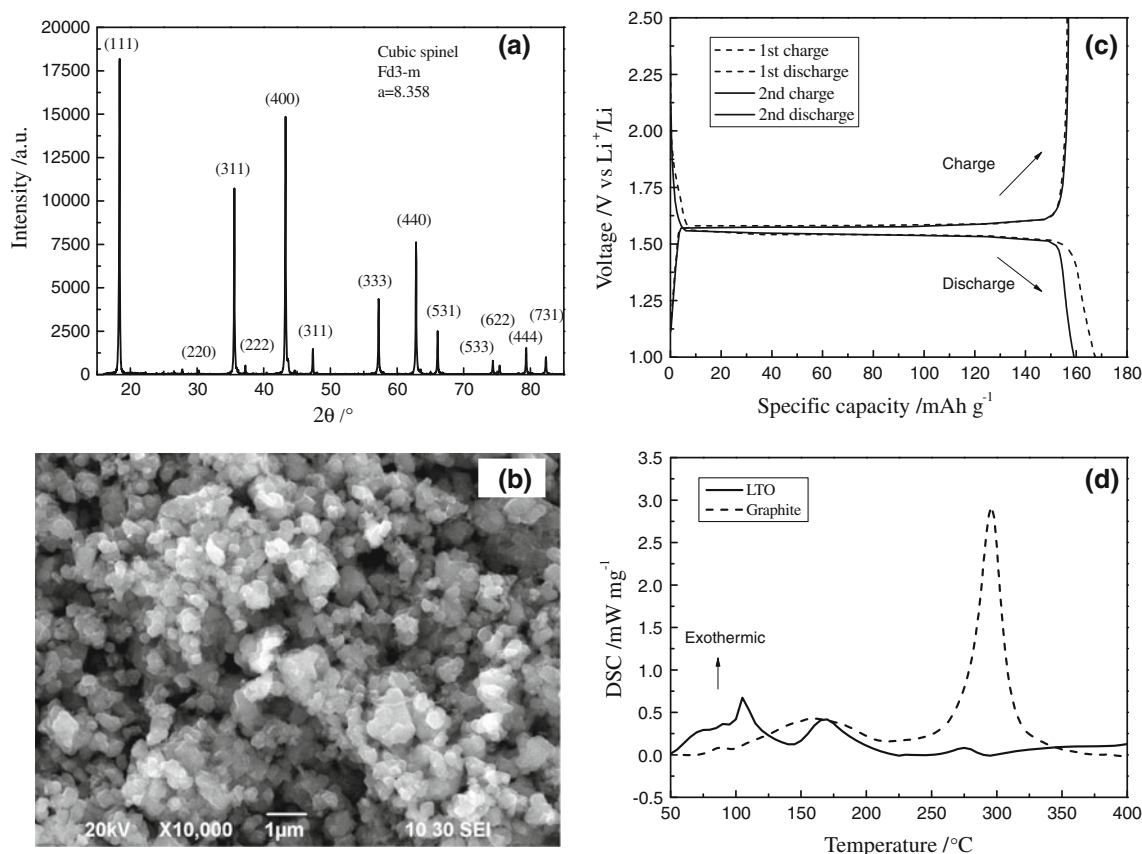 (a)
Cubic spinel
Fd3-m
a=8.358
(111)
(220)
(311)
(222)
(400)
(311)
(333)
(440)
(531)
(533)
(622)
(444)
(731)
20000
17500
15000
12500
10000
7500
5000
2500
0
Intensity /a.u.
20 30 40 50 60 70 80
2θ /°
(c)
1st charge
1st discharge
2nd charge
2nd discharge
Charge
Discharge
2.50
2.25
2.00
1.75
1.50
1.25
1.00
Voltage /V vs Li⁺/Li
0 20 40 60 80 100 120 140 160 180
Specific capacity /mAh g⁻¹
(b)
20kV X10,000 1μm 10 30 SEI
(d)
LTO
Graphite
Exothermic
3.5
3.0
2.5
2.0
1.5
1.0
0.5
0.0
-0.5
DSC /mW mg⁻¹
50 100 150 200 250 300 350 400
Temperature /°C